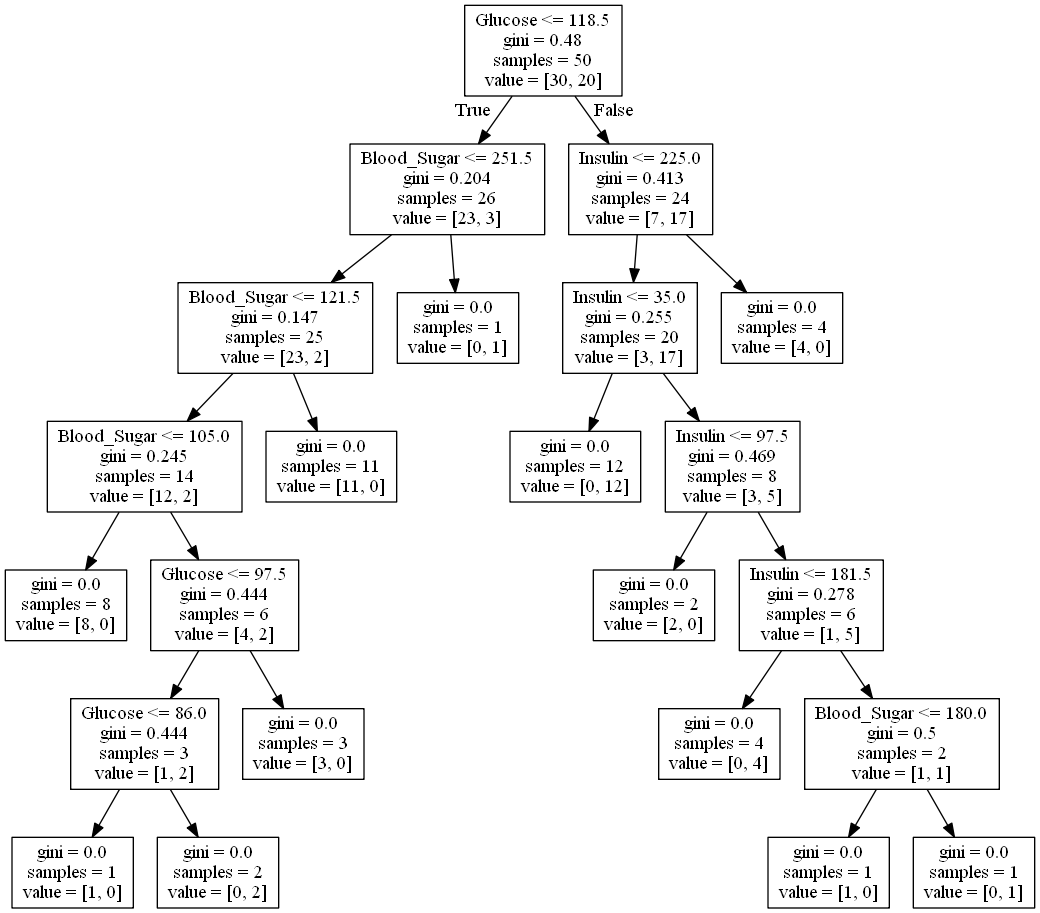 Glucose <= 118.5
gini = 0.48
samples = 50
value = [30, 20]
True
False
Blood_Sugar <= 251.5
gini = 0.204
samples = 26
value = [23, 3]
Insulin <= 225.0
gini = 0.413
samples = 24
value = [7, 17]
Blood_Sugar <= 121.5
gini = 0.147
samples = 25
value = [23, 2]
gini = 0.0
samples = 1
value = [0, 1]
Insulin <= 35.0
gini = 0.255
samples = 20
value = [3, 17]
gini = 0.0
samples = 4
value = [4, 0]
Blood_Sugar <= 105.0
gini = 0.245
samples = 14
value = [12, 2]
gini = 0.0
samples = 11
value = [11, 0]
gini = 0.0
samples = 12
value = [0, 12]
Insulin <= 97.5
gini = 0.469
samples = 8
value = [3, 5]
gini = 0.0
samples = 8
value = [8, 0]
Glucose <= 97.5
gini = 0.444
samples = 6
value = [4, 2]
gini = 0.0
samples = 2
value = [2, 0]
Insulin <= 181.5
gini = 0.278
samples = 6
value = [1, 5]
Glucose <= 86.0
gini = 0.444
samples = 3
value = [1, 2]
gini = 0.0
samples = 3
value = [3, 0]
gini = 0.0
samples = 4
value = [0, 4]
Blood_Sugar <= 180.0
gini = 0.5
samples = 2
value = [1, 1]
gini = 0.0
samples = 1
value = [1, 0]
gini = 0.0
samples = 2
value = [0, 2]
gini = 0.0
samples = 1
value = [1, 0]
gini = 0.0
samples = 1
value = [0, 1]